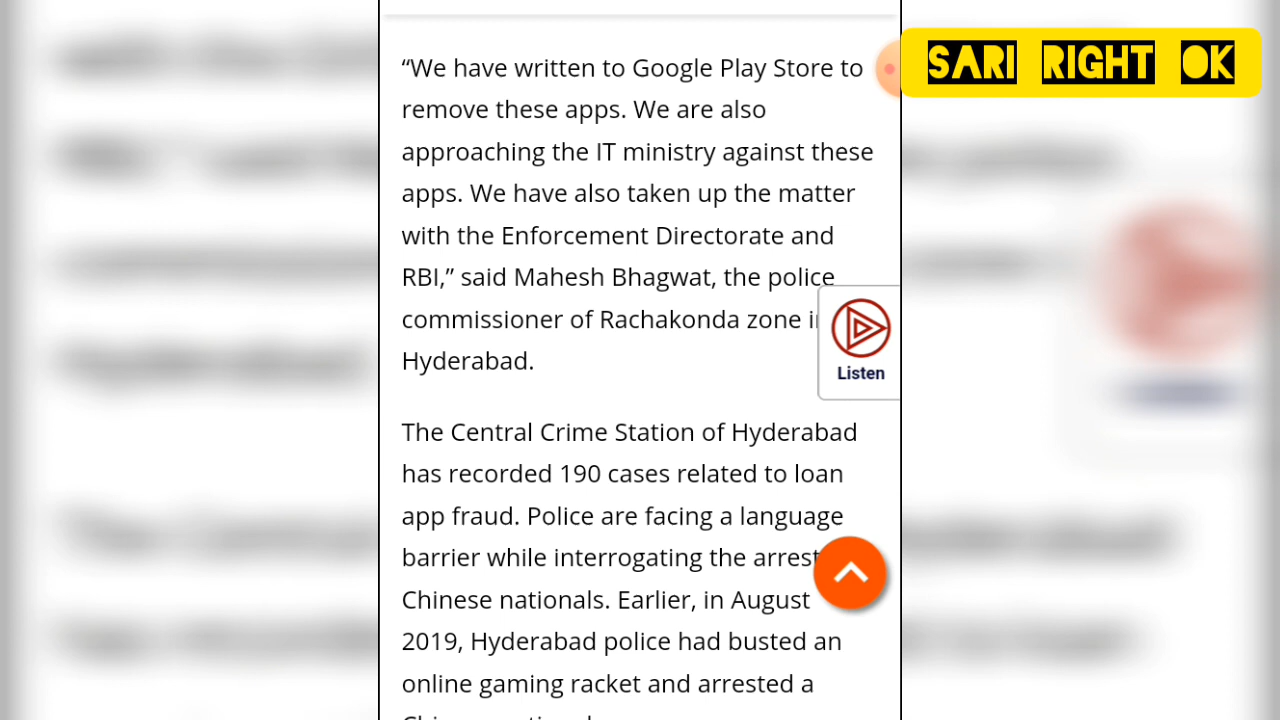 SARI RIGHT OK
“We have written to Google Play Store to
remove these apps. We are also
approaching the IT ministry against these
apps. We have also taken up the matter
with the Enforcement Directorate and
RBI,” said Mahesh Bhagwat, the police
commissioner of Rachakonda zone
Hyderabad.
Listen
The Central Crime Station of Hyderabad
has recorded 190 cases related to loan
app fraud. Police are facing a language
barrier while interrogating the
Chinese nationals. Earlier, in August
2019, Hyderabad police had busted an
online gaming racket and arrested a